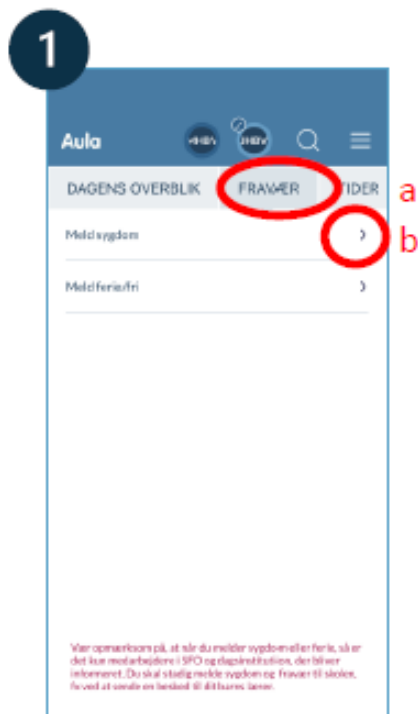 1
Aula
DAGENS OVERBLIK FRAVÆR TIDER
a
Meld sygdom
b
Meld ferie/fri
Vær opmærksom på, at når du melder sygdom eller ferie, så er
det kun medarbejdere i SFO og dagsinstitution, der bliver
informeret. Du skal stadig melde sygdom og fravær til skolen,
fx ved at sende en besked til dit barns lærer.